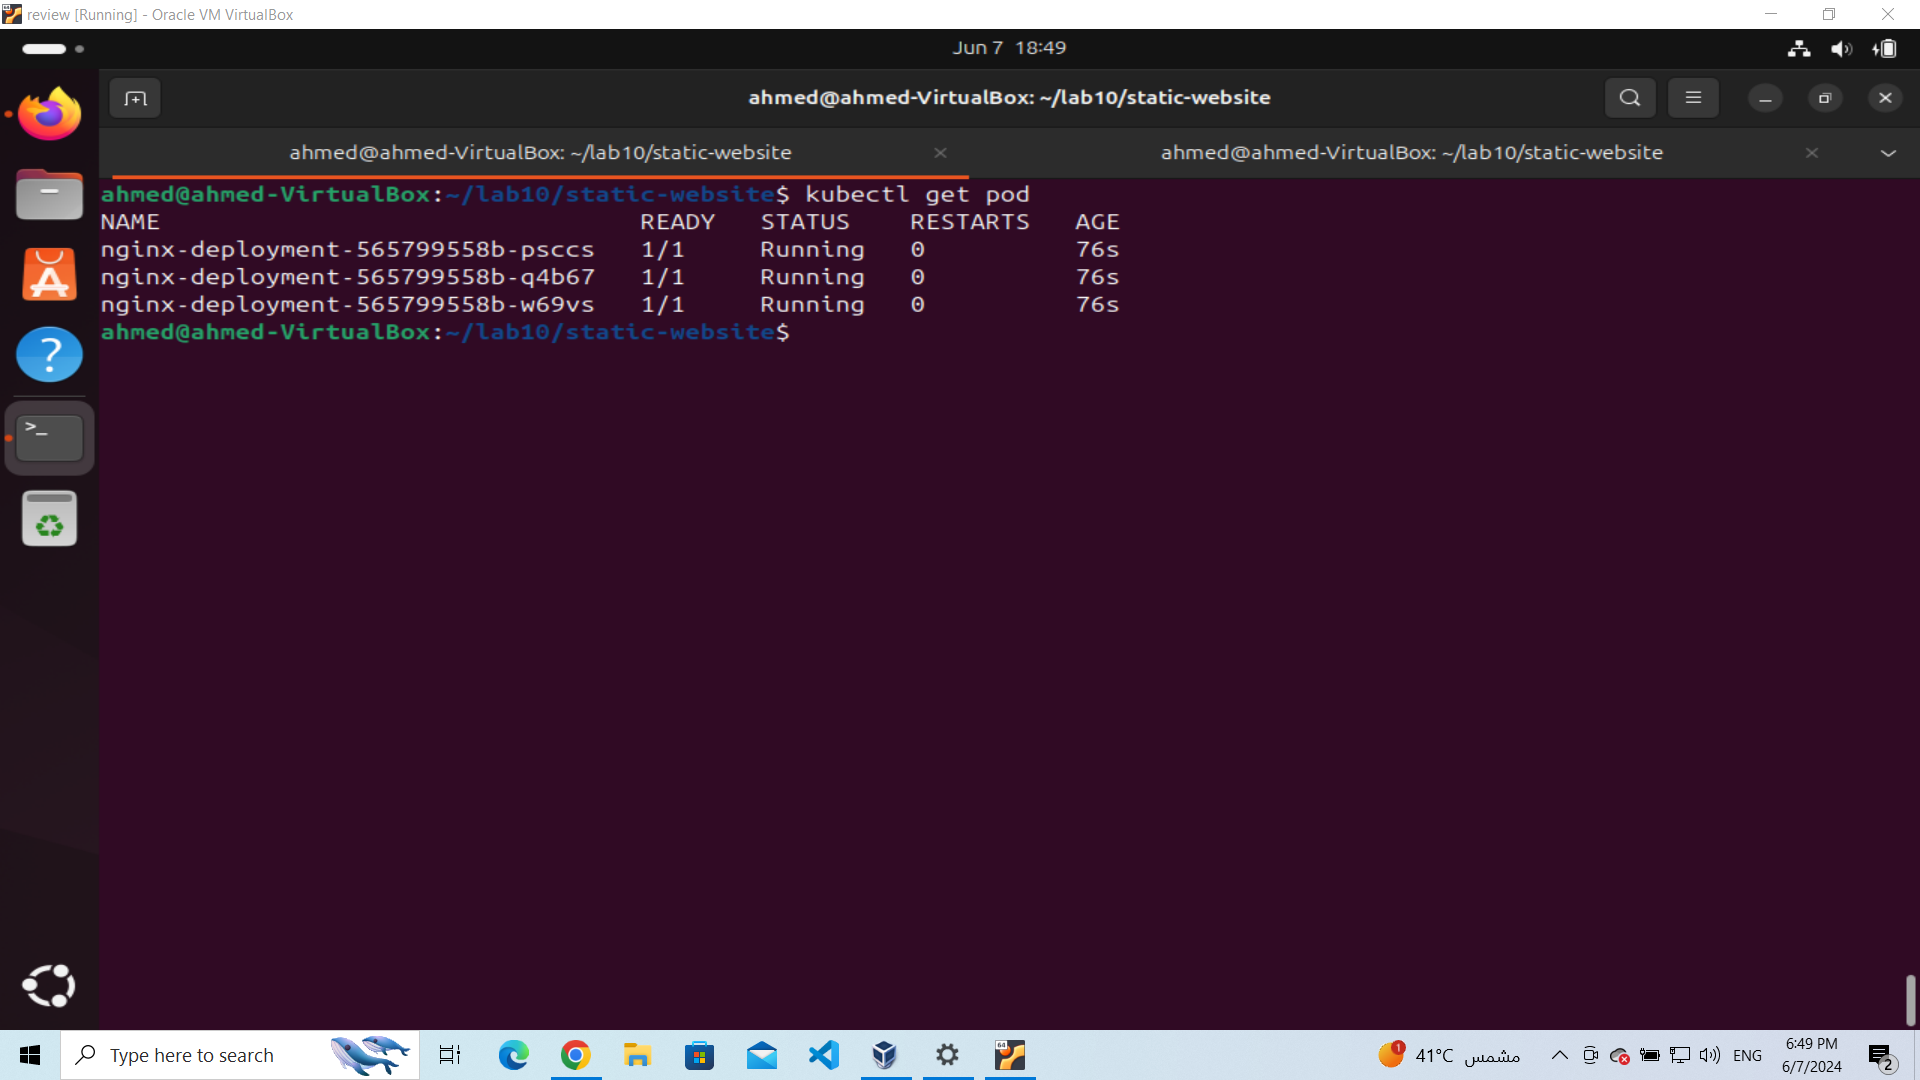 review [Running] - Oracle VM VirtualBox
Jun 7 18:49
ahmed@ahmed-VirtualBox: ~/lab10/static-website
ahmed@ahmed-VirtualBox: ~/lab10/static-website
ahmed@ahmed-VirtualBox: ~/lab10/static-website
ahmed@ahmed-VirtualBox:~/lab10/static-website$ kubectl get pod
NAME READY STATUS RESTARTS AGE
nginx-deployment-565799558b-psccs 1/1 Running 0 76s
nginx-deployment-565799558b-q4b67 1/1 Running 0 76s
nginx-deployment-565799558b-w69vs 1/1 Running 0 76s
ahmed@ahmed-VirtualBox:~/lab10/static-website$
Type here to search
64
1
41°C مشمس
ENG
6:49 PM
6/7/2024
2